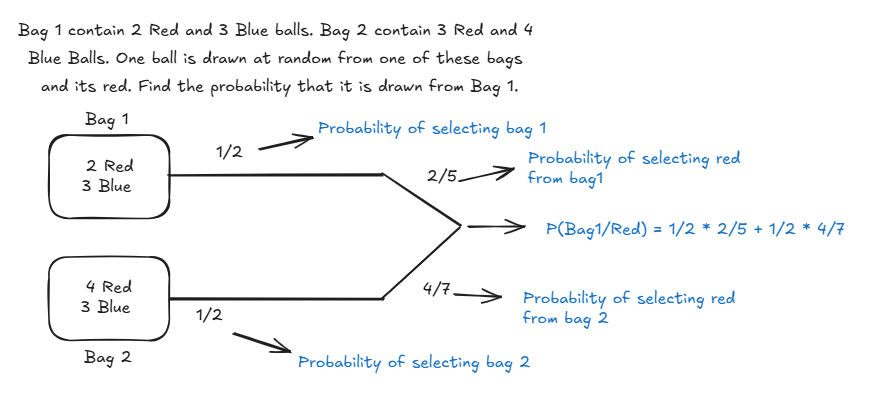 Bag 1 contain 2 Red and 3 Blue balls. Bag 2 contain 3 Red and 4
Blue Balls. One ball is drawn at random from one of these bags
and its red. Find the probability that it is drawn from Bag 1.
Bag 1
2 Red
3 Blue
1/2
Probability of selecting bag 1
2/5
Probability of selecting red
from bag1
P(Bag1/Red) = 1/2 * 2/5 + 1/2 * 4/7
4 Red
3 Blue
Bag 2
1/2
4/7
Probability of selecting red
from bag 2
Probability of selecting bag 2